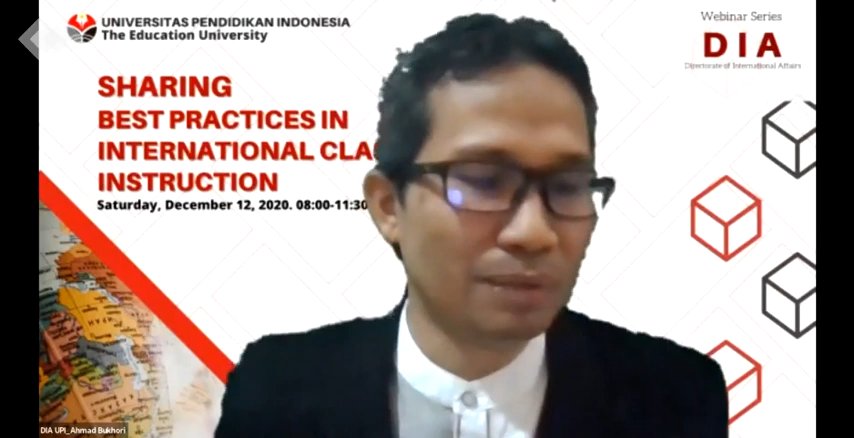 UNIVERSITAS PENDIDIKAN INDONESIA
The Education University
Webinar Series
DIA
Directorate of International Affairs
SHARING
BEST PRACTICES IN
INTERNATIONAL CLA
INSTRUCTION
Saturday, December 12, 2020. 08:00-11:30
DIA UPI_Ahmad Bukhori